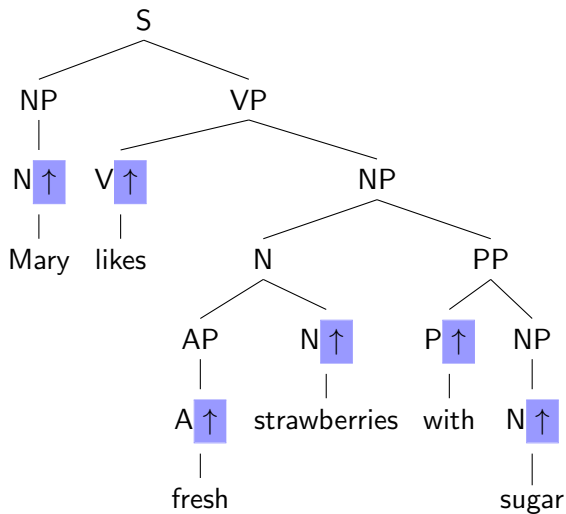 S
NP VP
N ↑ V ↑ NP
Mary likes N PP
AP N ↑ P ↑ NP
A ↑ strawberries with N ↑
fresh sugar